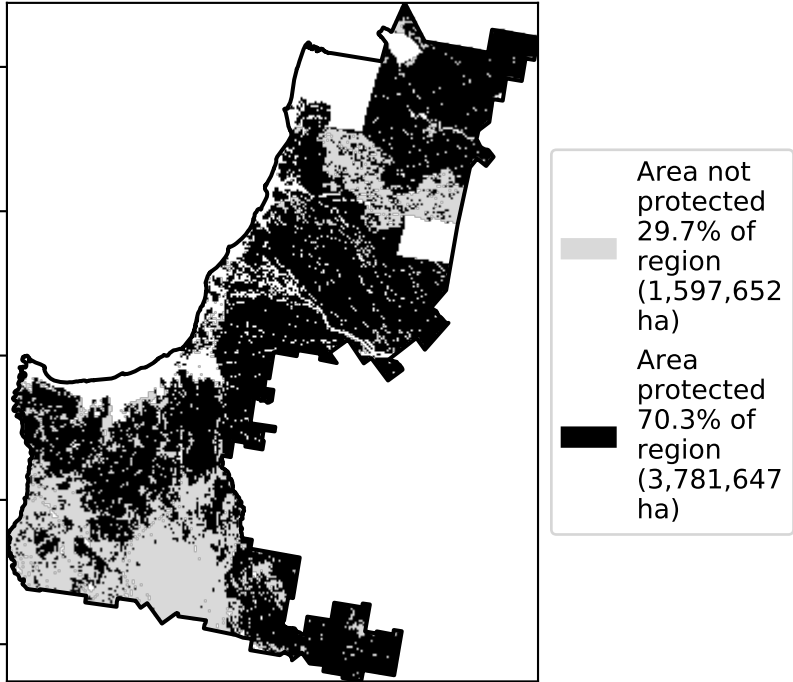 Area not
protected
29.7% of
region
(1,597,652
ha)
Area
protected
70.3% of
region
(3,781,647
ha)